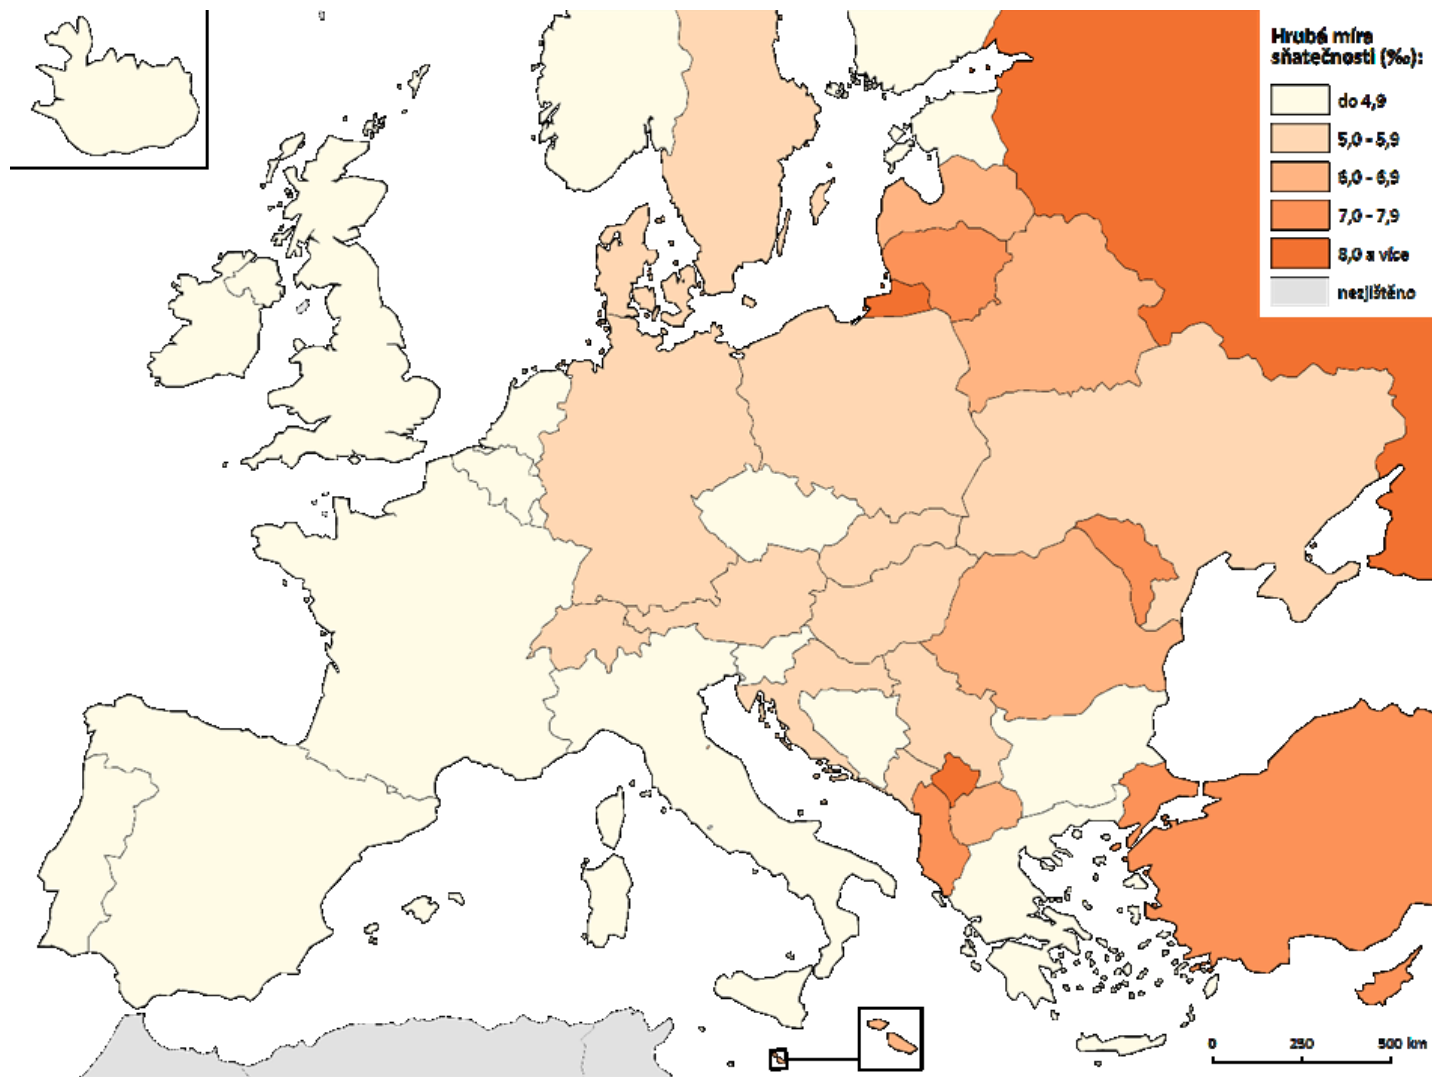 Hrubá míra
sňatečnosti (‰):
do 4,9
5,0 - 5,9
6,0 - 6,9
7,0 - 7,9
8,0 a více
nezjištěno
0 250 500 km